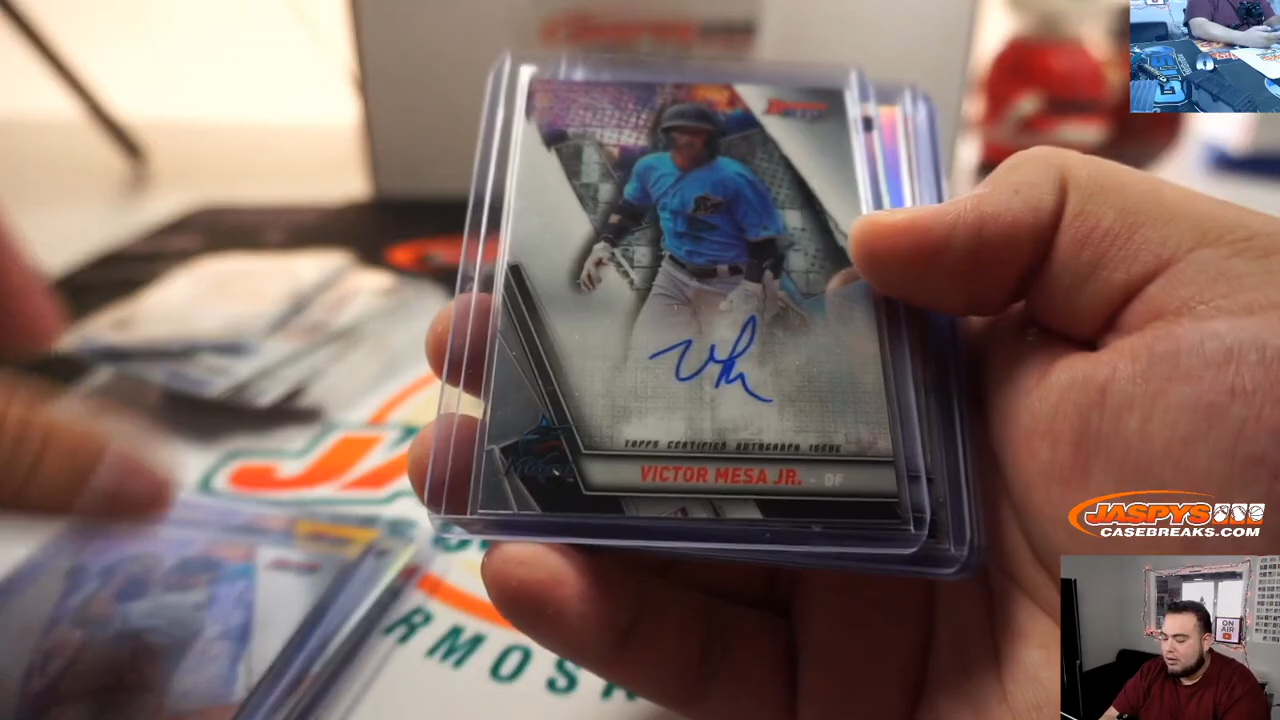 TOPPS CERTIFIED AUTOGRAPH ISSUE
VICTOR MESA JR. - OF
JASPYS
CASEBREAKS.COM
ON
AIR
RMOS